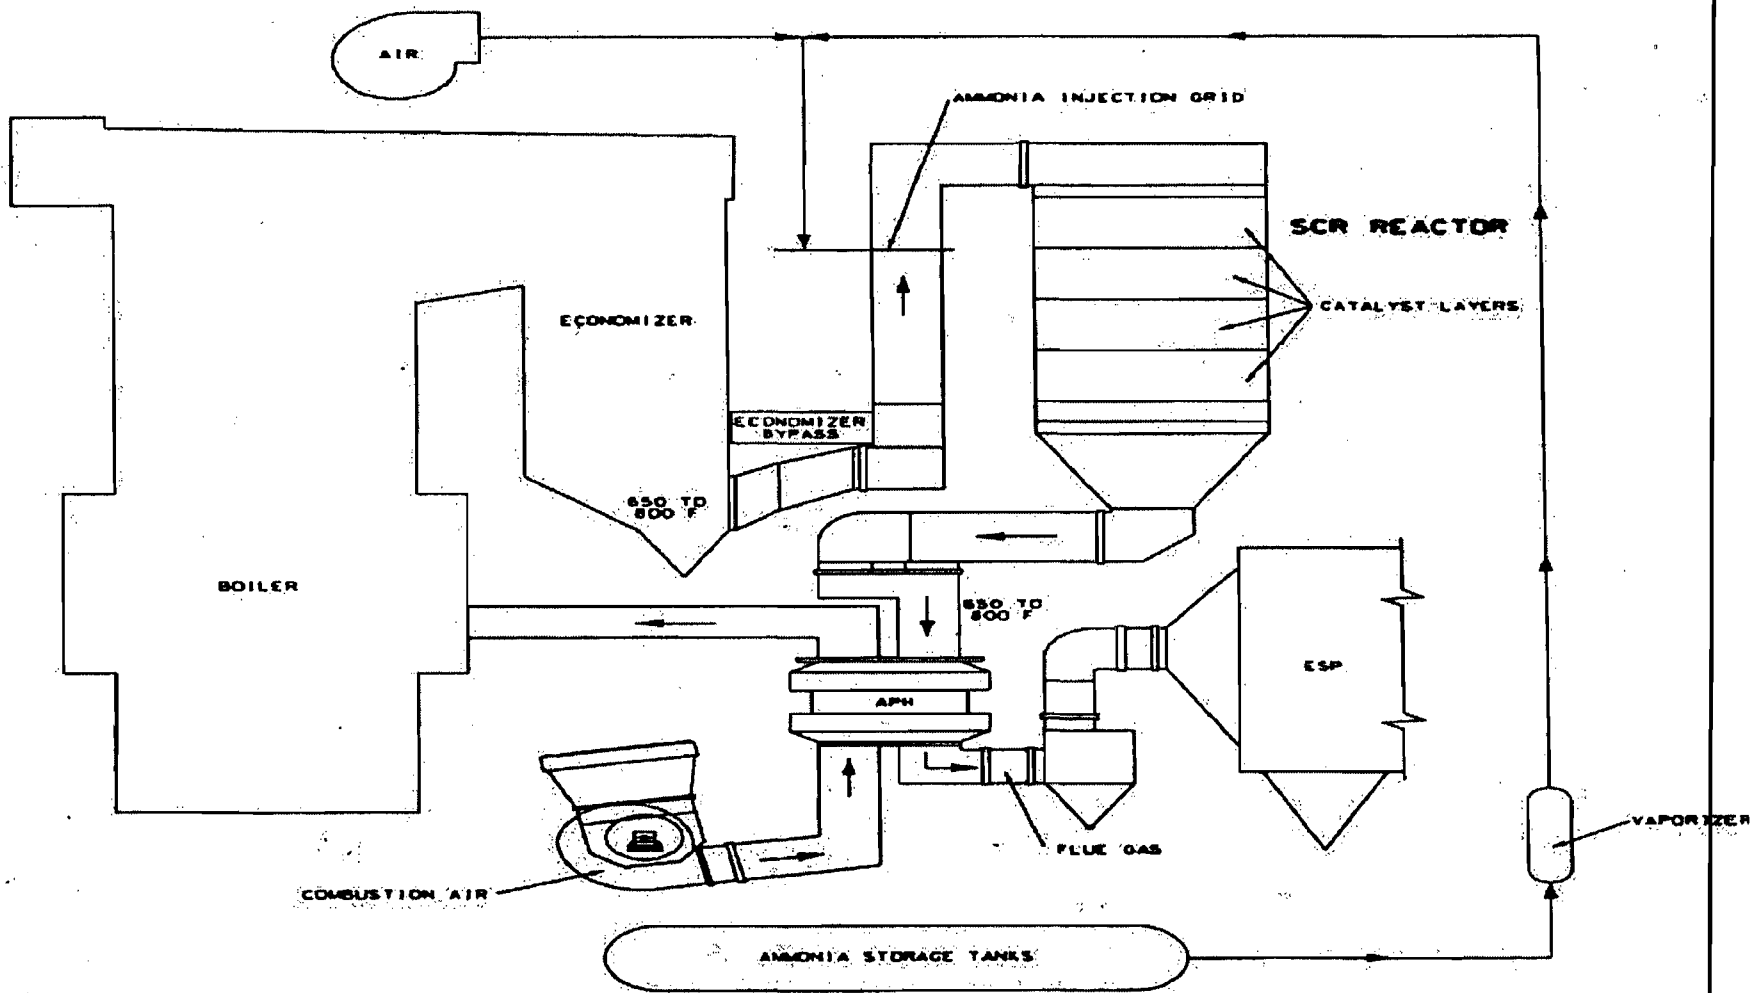 AIR
AMMONIA INJECTION GRID
SCR REACTOR
CATALYST LAYERS
ECONOMIZER
ECONOMIZER
BYPASS
650 TO
800 F
BOILER
650 TO
800 F
ESP
APH
VAPORIZER
FLUE GAS
COMBUSTION AIR
AMMONIA STORAGE TANKS